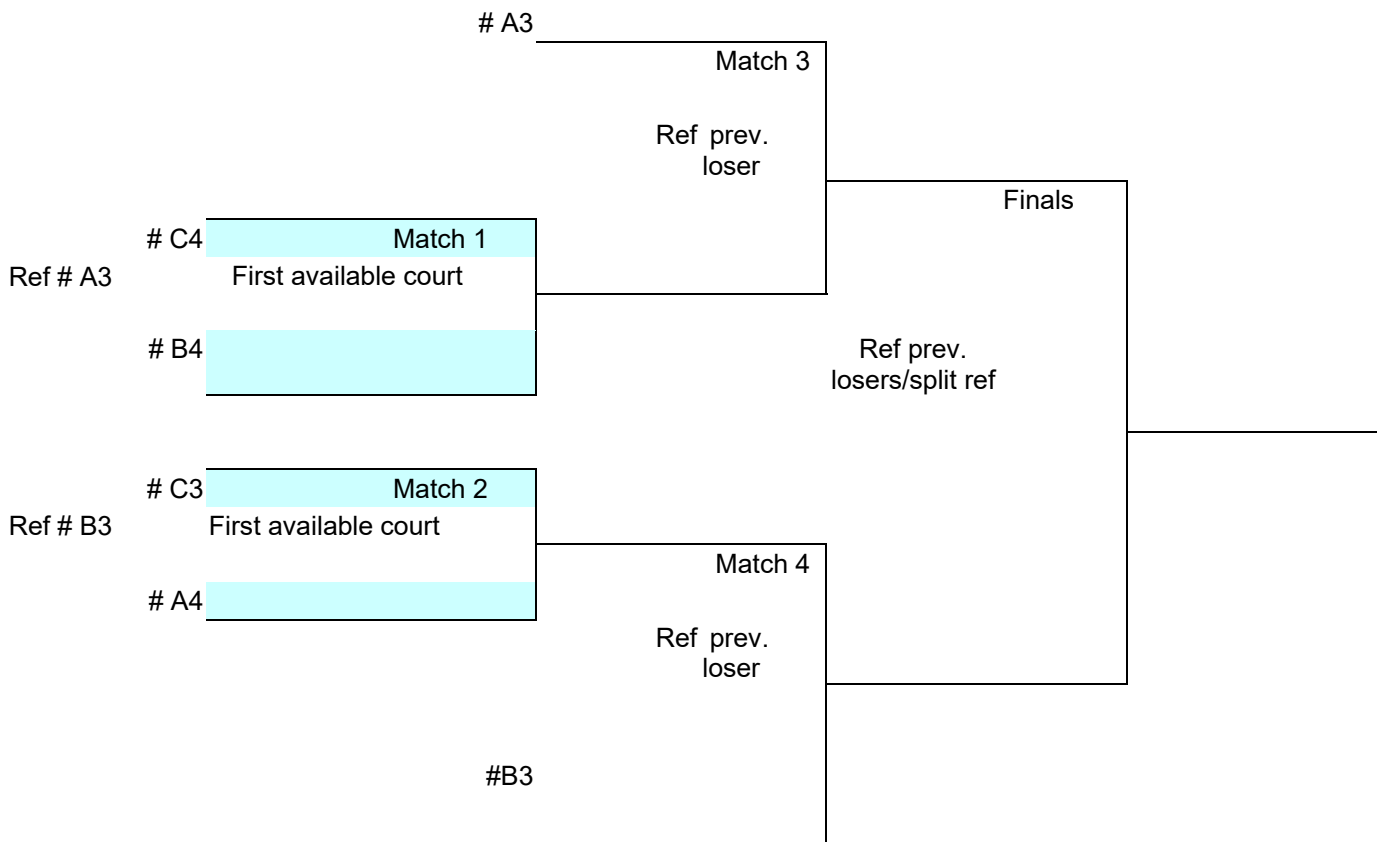 # A3
Match 3
Ref prev.
loser
Finals
# C4 Match 1
Ref # A3 First available court
# B4
Ref prev.
losers/split ref
# C3 Match 2
Ref # B3 First available court
Match 4
# A4
Ref prev.
loser
#B3